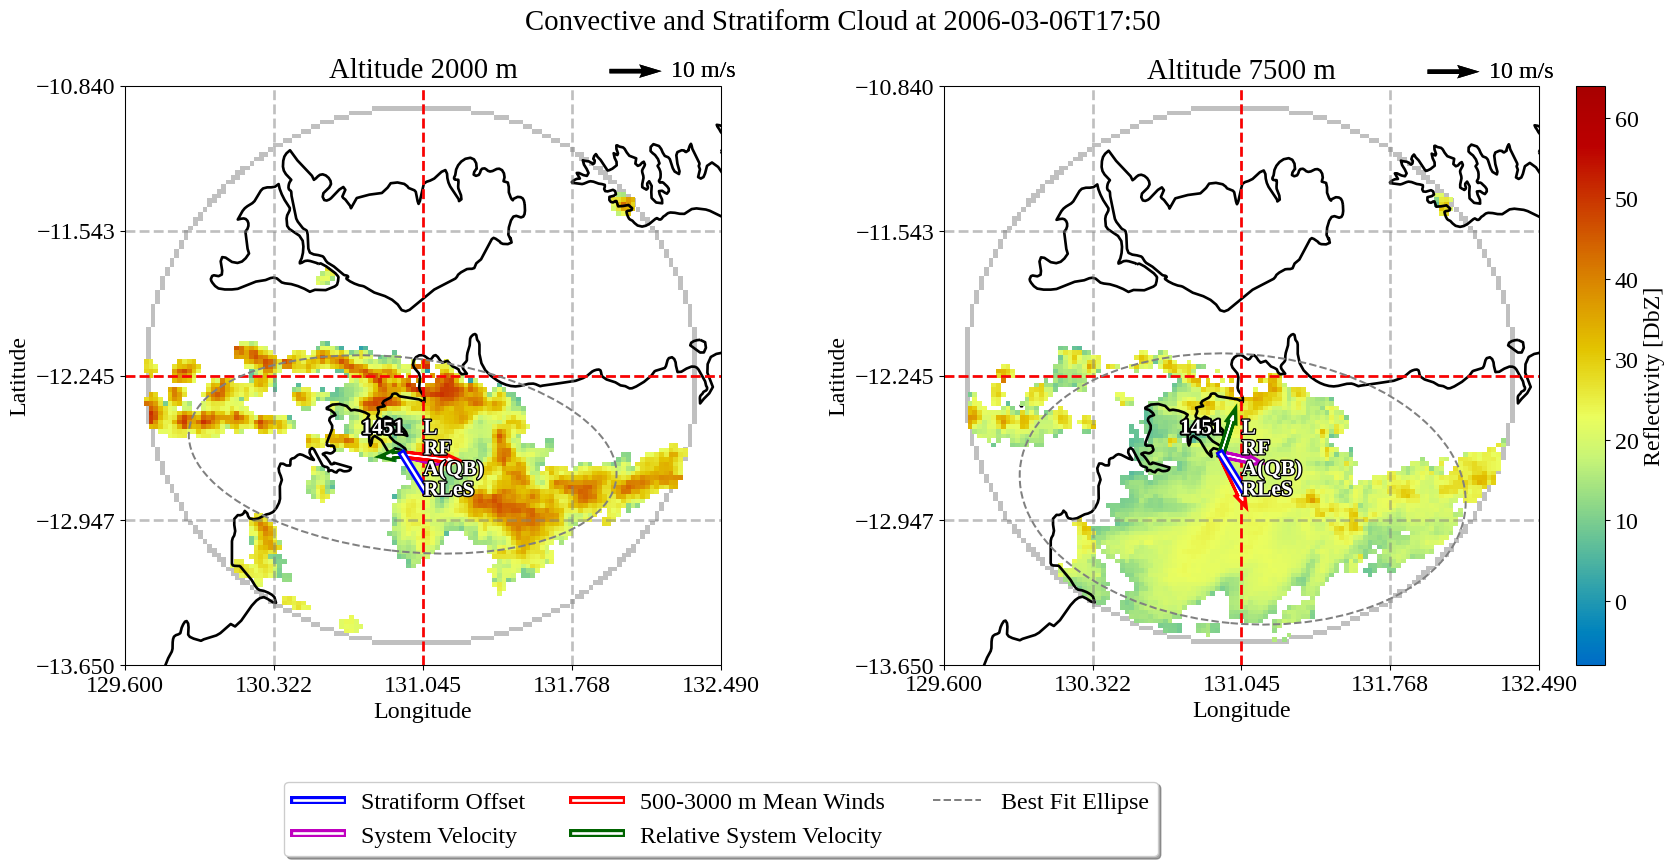 Convective and Stratiform Cloud at 2006-03-06T17:50
Altitude 2000 m
10 m/s
−10.840
−11.543
−12.245
−12.947
−13.650
129.600
130.322
131.045
131.768
132.490
Latitude
Longitude
1451
L
RF
A(QB)
RLeS
Altitude 7500 m
10 m/s
−10.840
−11.543
−12.245
−12.947
−13.650
129.600
130.322
131.045
131.768
132.490
Latitude
Longitude
1451
L
RF
A(QB)
RLeS
60
50
40
30
20
10
0
Reflectivity [DbZ]
Stratiform Offset
System Velocity
500-3000 m Mean Winds
Relative System Velocity
Best Fit Ellipse